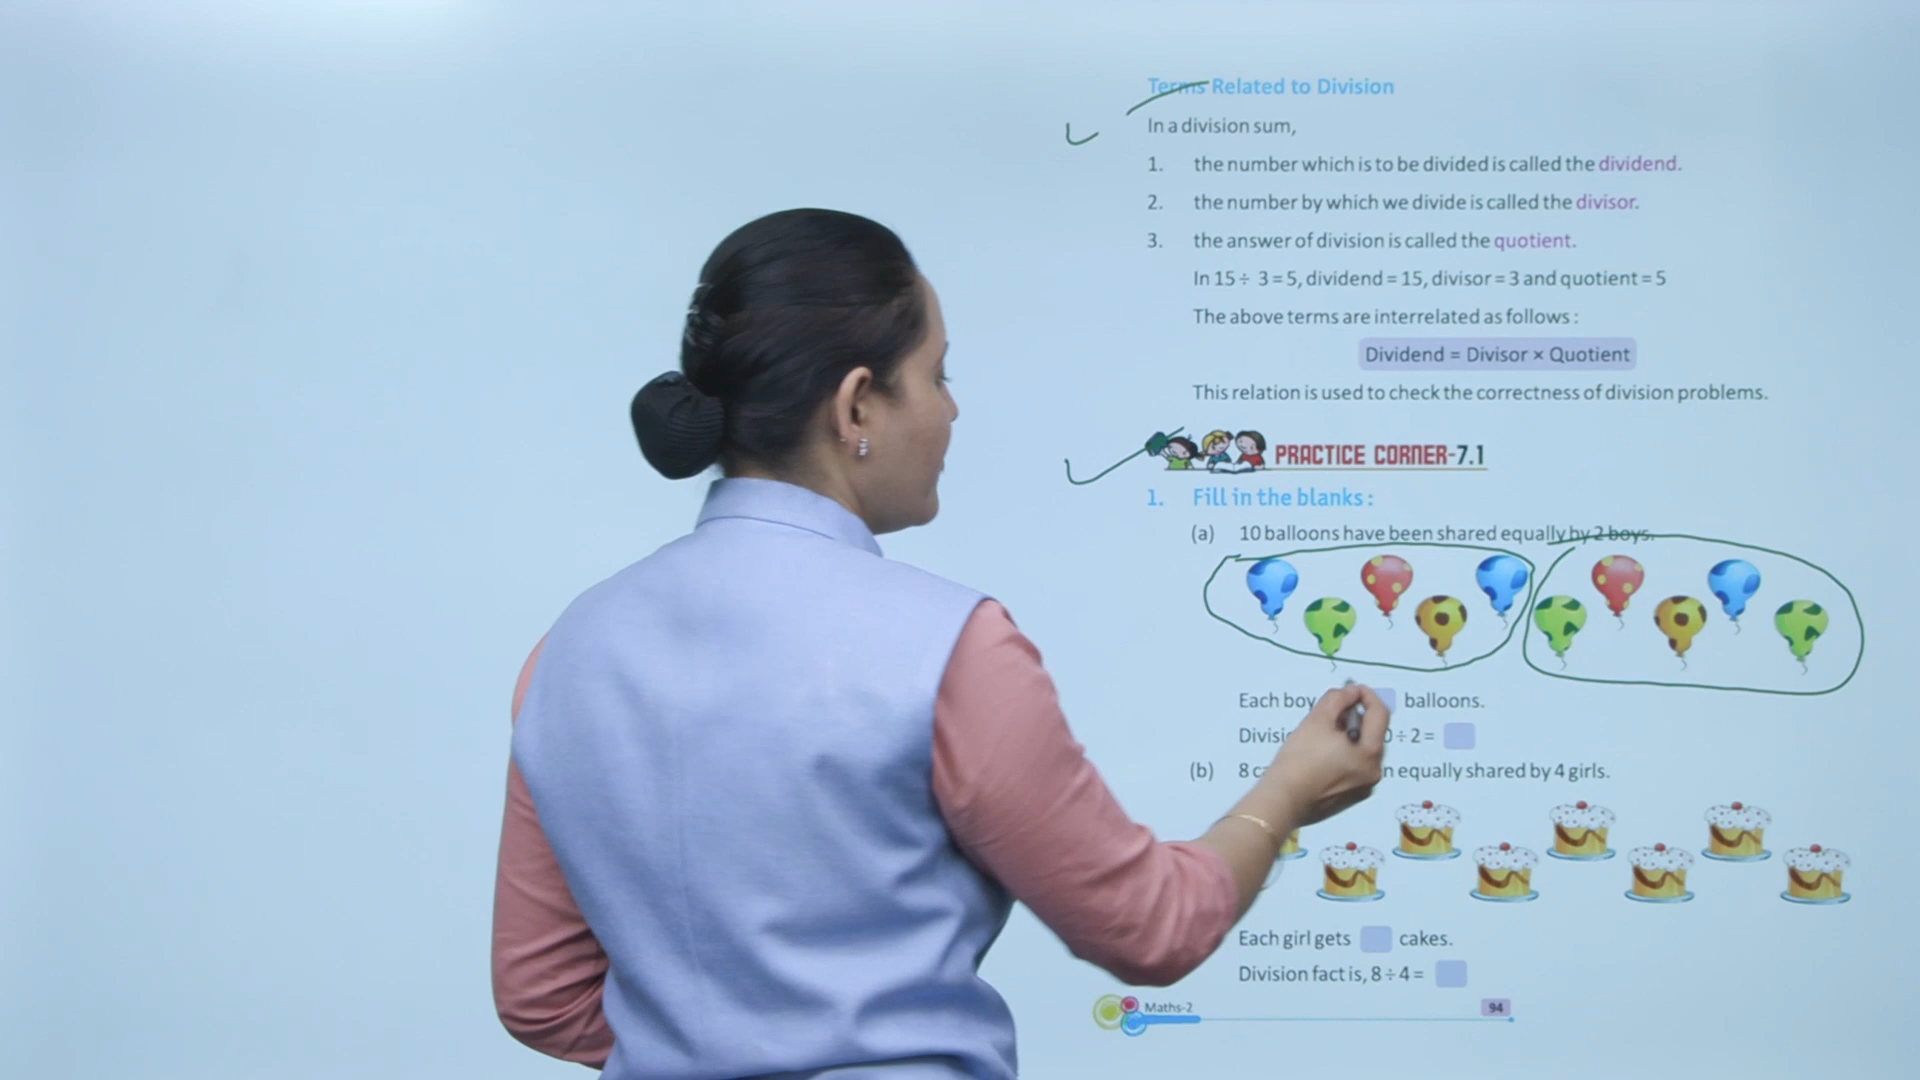 Terms Related to Division
In a division sum,
1. the number which is to be divided is called the dividend.
2. the number by which we divide is called the divisor.
3. the answer of division is called the quotient.
In 15 ÷ 3 = 5, dividend = 15, divisor = 3 and quotient = 5
The above terms are interrelated as follows :
Dividend = Divisor × Quotient
This relation is used to check the correctness of division problems.
PRACTICE CORNER-7.1
1. Fill in the blanks :
(a) 10 balloons have been shared equally by 2 boys.
Each boy balloons.
÷ 2 =
(b) 8 equally shared by 4 girls.
Each girl gets cakes.
Division fact is, 8 ÷ 4 =
Maths-2
94